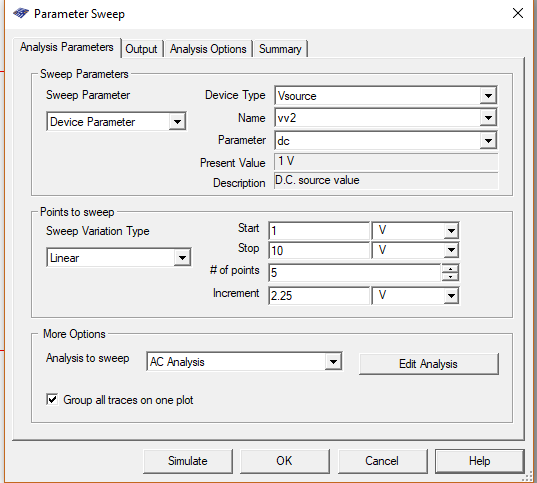 Parameter Sweep
Analysis Parameters Output Analysis Options Summary
Sweep Parameters
Sweep Parameter Device Type Vsource
Device Parameter Name vv2
Parameter dc
Present Value 1 V
Description D.C. source value
Points to sweep
Sweep Variation Type Start 1 V
Linear Stop 10 V
# of points 5
Increment 2.25 V
More Options
Analysis to sweep AC Analysis Edit Analysis
Group all traces on one plot
Simulate OK Cancel Help